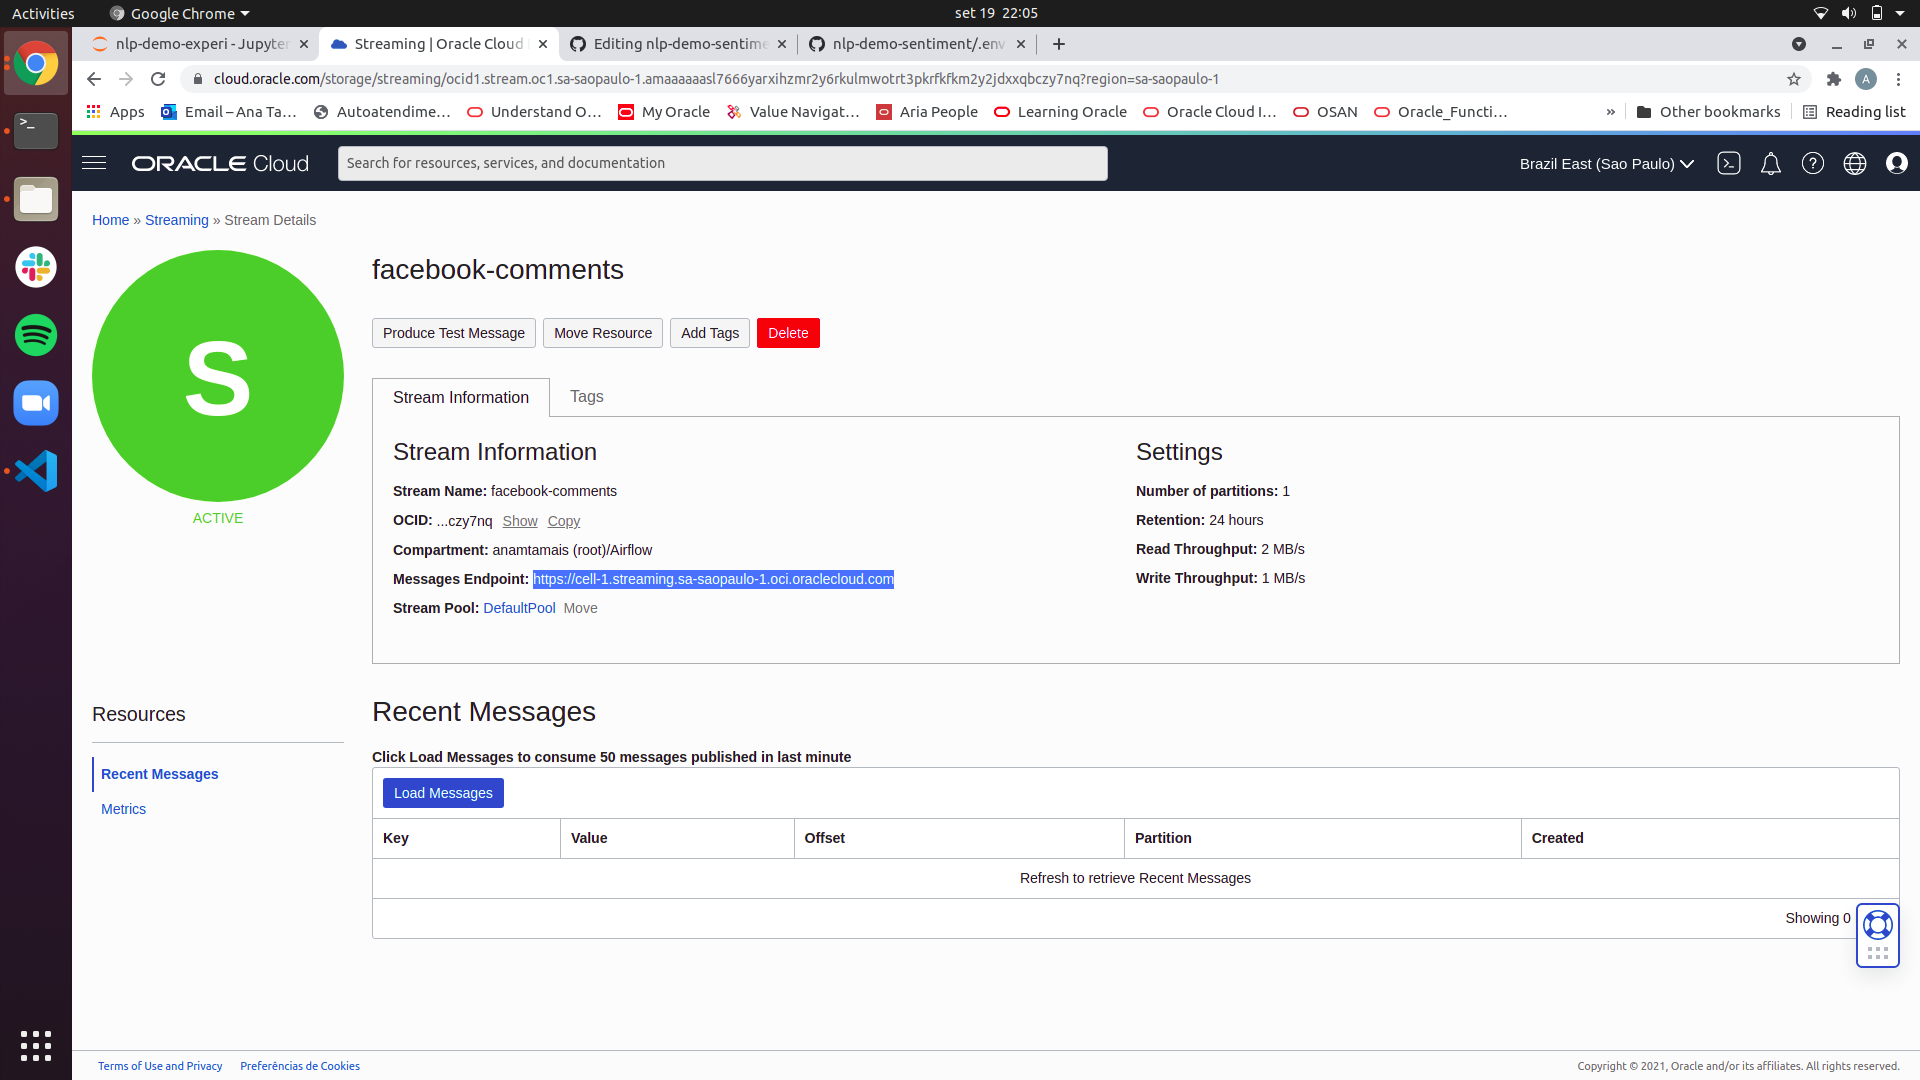 Activities
Google Chrome
set 19 22:05
nlp-demo-experi - Jupyter
Streaming | Oracle Cloud
Editing nlp-demo-sentime
nlp-demo-sentiment/.env
cloud.oracle.com/storage/streaming/ocid1.stream.oc1.sa-saopaulo-1.amaaaaaasl7666yarxihzmr2y6rkulmwotrt3pkrfkfkm2y2jdxxqbczy7nq?region=sa-saopaulo-1
A
Apps
Email – Ana Ta…
Autoatendime…
Understand O…
My Oracle
Value Navigat…
Aria People
Learning Oracle
Oracle Cloud I…
OSAN
Oracle_Functi…
»
Other bookmarks
Reading list
ORACLE Cloud
Search for resources, services, and documentation
Brazil East (Sao Paulo)
Home » Streaming » Stream Details
S
ACTIVE
facebook-comments
Produce Test Message
Move Resource
Add Tags
Delete
Stream Information
Tags
Stream Information
Stream Name: facebook-comments
OCID: ...czy7nq Show Copy
Compartment: anamtamais (root)/Airflow
Messages Endpoint: https://cell-1.streaming.sa-saopaulo-1.oci.oraclecloud.com
Stream Pool: DefaultPool Move
Settings
Number of partitions: 1
Retention: 24 hours
Read Throughput: 2 MB/s
Write Throughput: 1 MB/s
Resources
Recent Messages
Metrics
Recent Messages
Click Load Messages to consume 50 messages published in last minute
Load Messages
Key
Value
Offset
Partition
Created
Refresh to retrieve Recent Messages
Showing 0
Terms of Use and Privacy
Preferências de Cookies
Copyright © 2021, Oracle and/or its affiliates. All rights reserved.